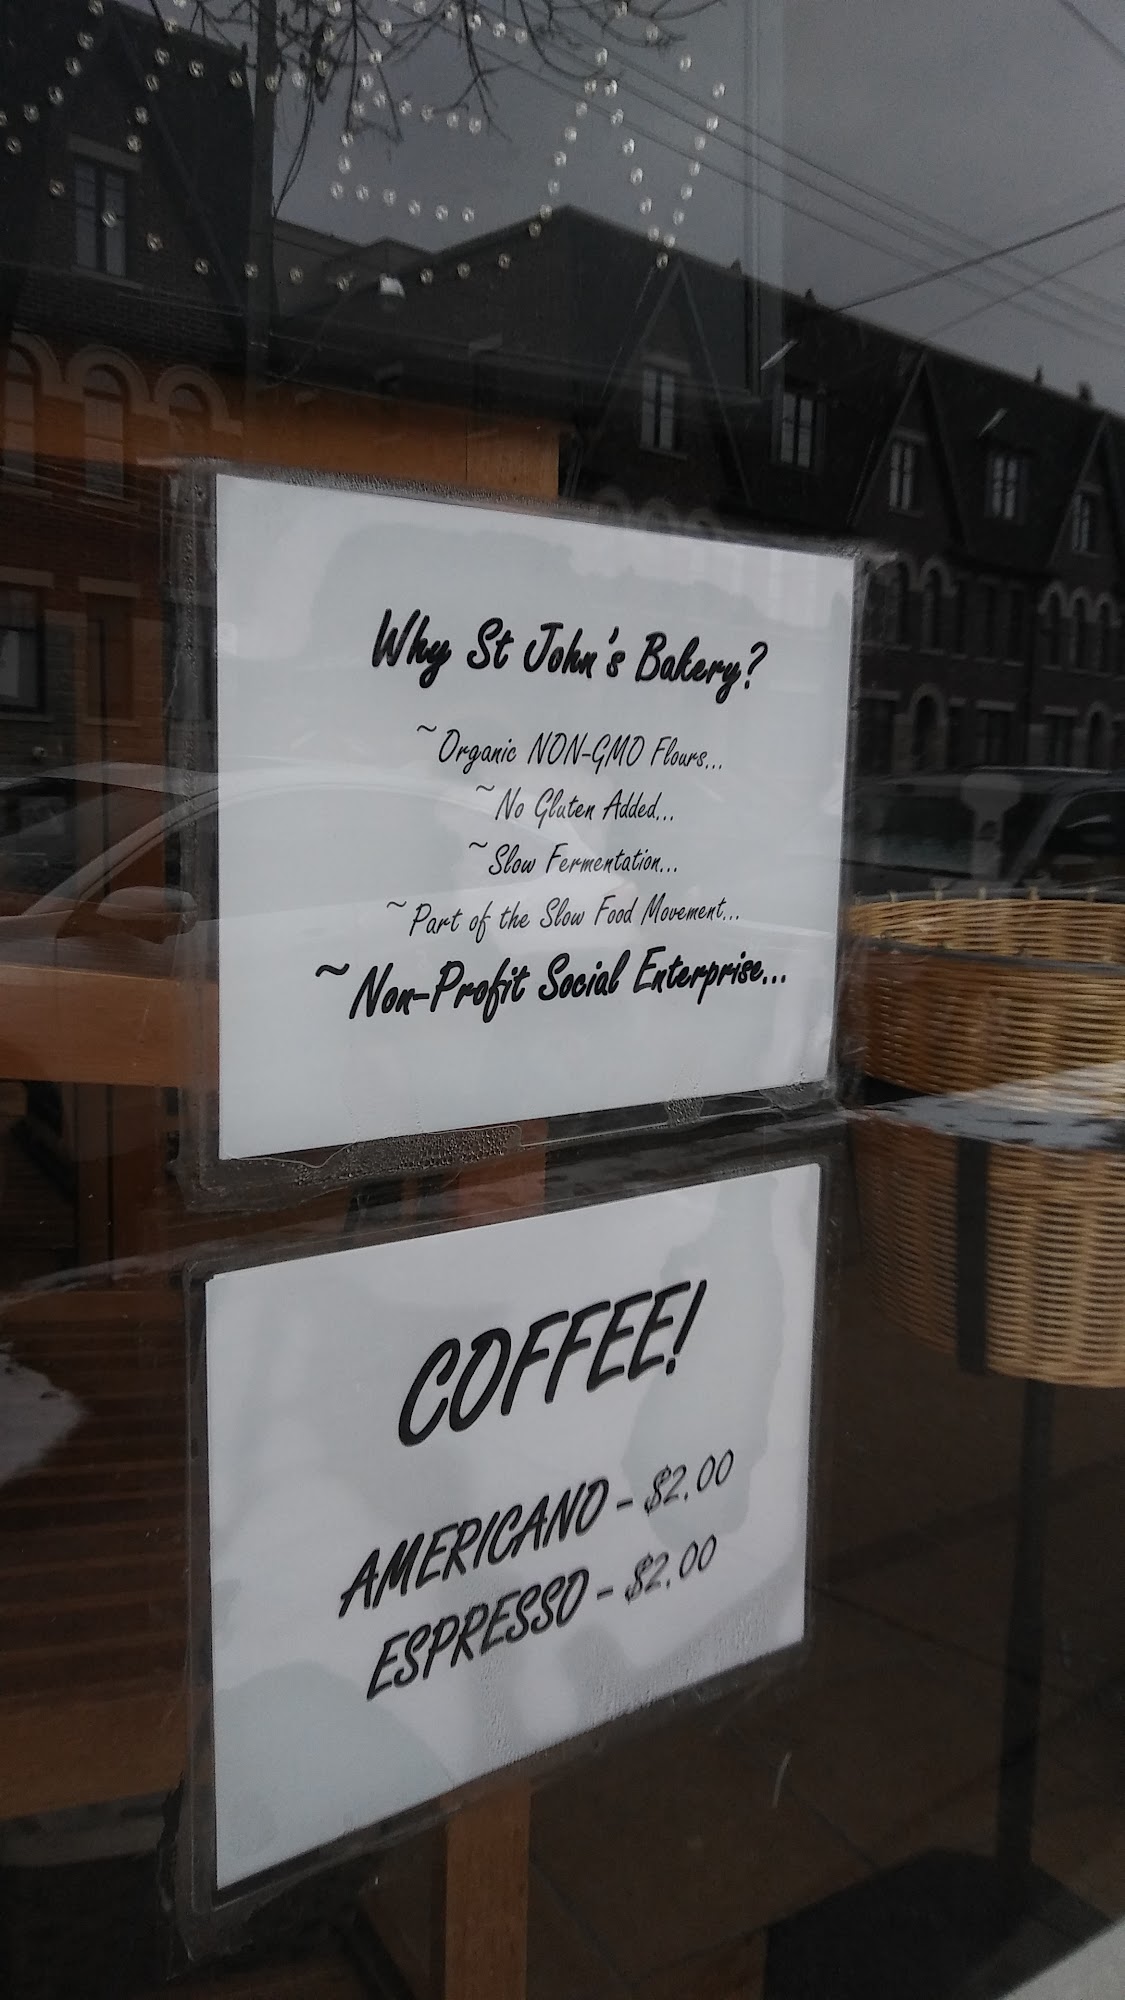 Why St John's Bakery?
~Organic NON-GMO Flours...
~No Gluten Added...
~Slow Fermentation...
~Part of the Slow Food Movement...
~Non-Profit Social Enterprise...
COFFEE!
AMERICANO - $2.00
ESPRESSO - $2.00